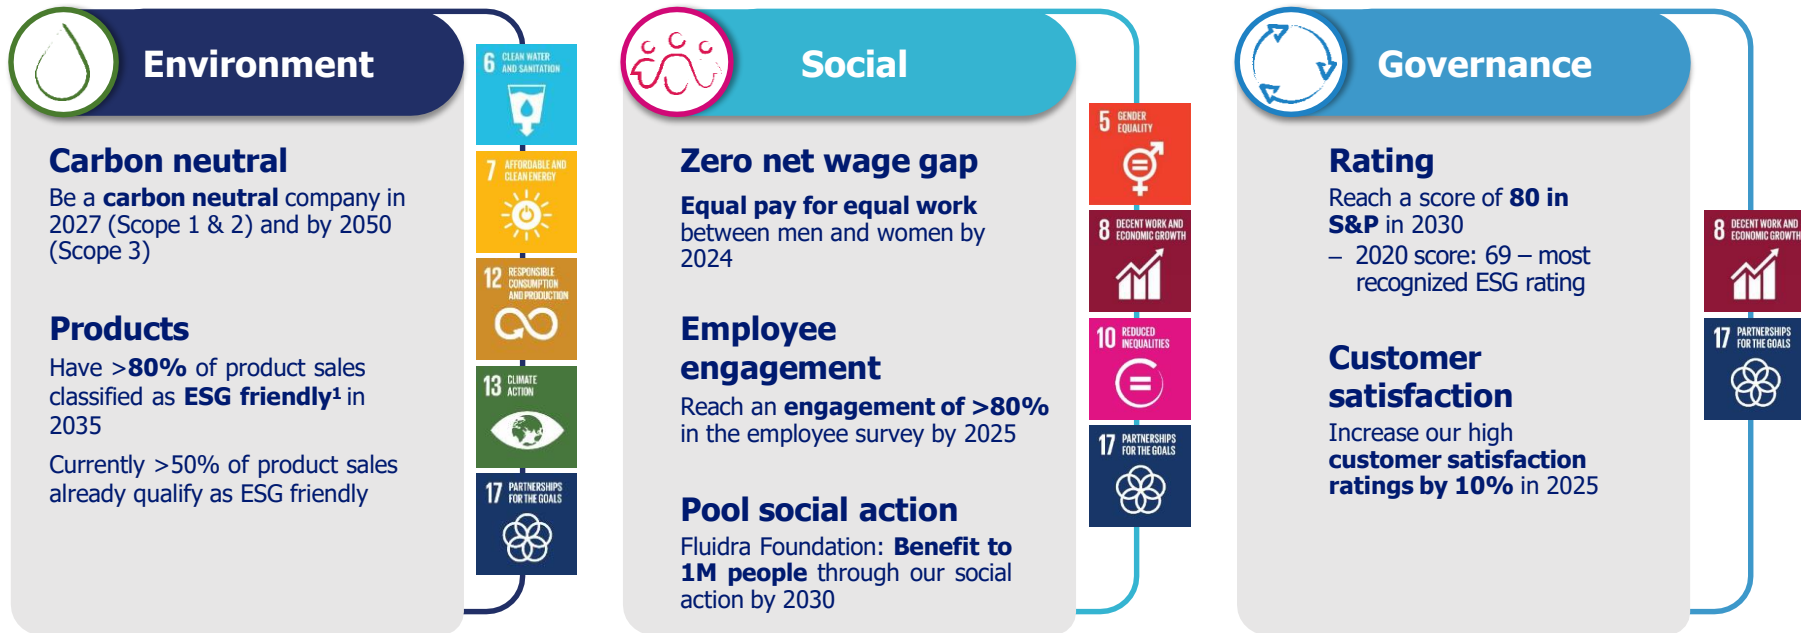 Environment
6 CLEAN WATER
AND SANITATION
7 AFFORDABLE AND
CLEAN ENERGY
12 RESPONSIBLE
CONSUMPTION
AND PRODUCTION
13 CLIMATE
ACTION
17 PARTNERSHIPS
FOR THE GOALS
Carbon neutral
Be a carbon neutral company in
2027 (Scope 1 & 2) and by 2050
(Scope 3)
Products
Have >80% of product sales
classified as ESG friendly¹ in
2035
Currently >50% of product sales
already qualify as ESG friendly
Social
5 GENDER
EQUALITY
8 DECENT WORK AND
ECONOMIC GROWTH
10 REDUCED
INEQUALITIES
17 PARTNERSHIPS
FOR THE GOALS
Zero net wage gap
Equal pay for equal work
between men and women by
2024
Employee
engagement
Reach an engagement of >80%
in the employee survey by 2025
Pool social action
Fluidra Foundation: Benefit to
1M people through our social
action by 2030
Governance
8 DECENT WORK AND
ECONOMIC GROWTH
17 PARTNERSHIPS
FOR THE GOALS
Rating
Reach a score of 80 in
S&P in 2030
– 2020 score: 69 – most
recognized ESG rating
Customer
satisfaction
Increase our high
customer satisfaction
ratings by 10% in 2025